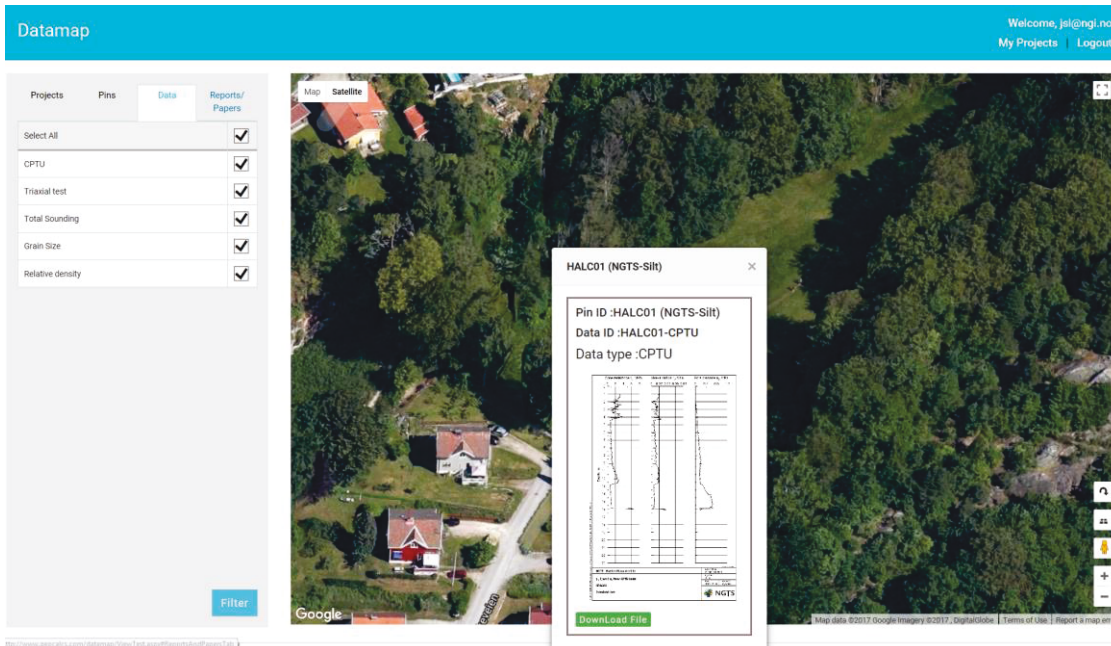 Datamap
Welcome, jsl@ngi.no
My Projects | Logout
Projects Pins Data Reports/
Papers
Select All
CPTU
Triaxial test
Total Sounding
Grain Size
Relative density
Filter
Map Satellite
HALC01 (NGTS-Silt) ×
Pin ID :HALC01 (NGTS-Silt)
Data ID :HALC01-CPTU
Data type :CPTU
NGTS
DownLoad File
Google
Map data ©2017 Google Imagery ©2017 , DigitalGlobe Terms of Use Report a map